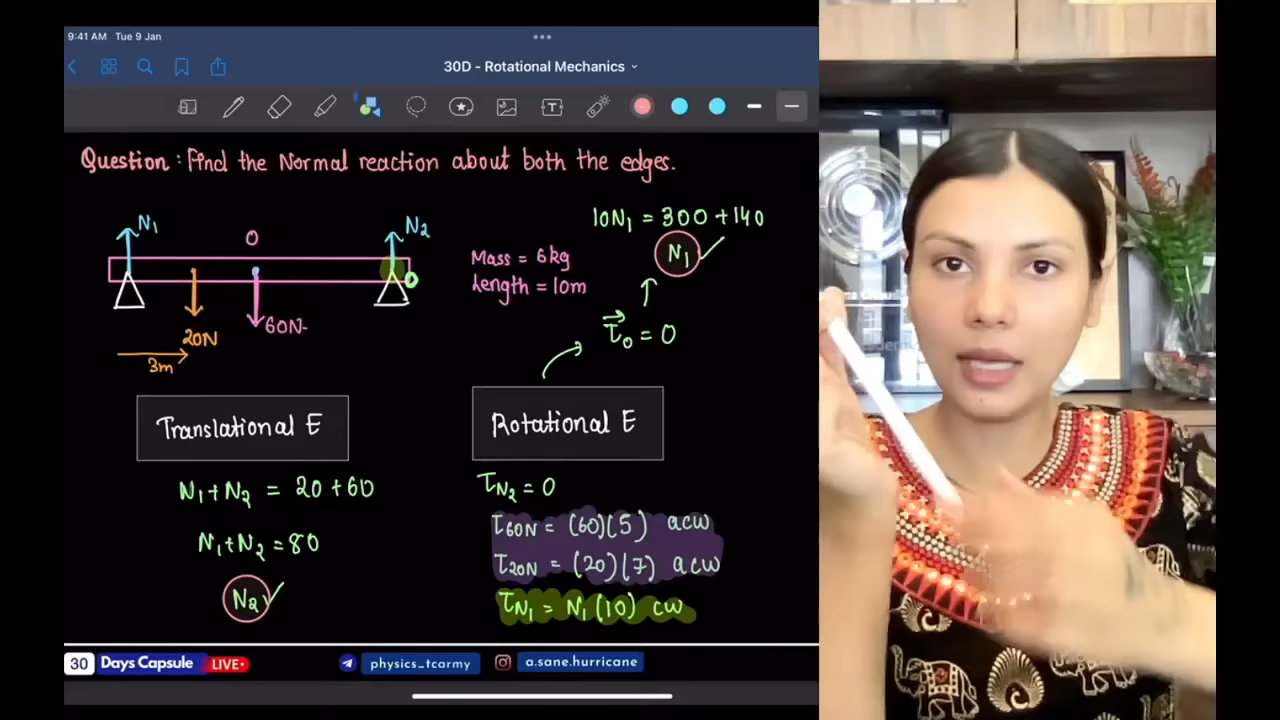 9:41 AM Tue 9 Jan
30D - Rotational Mechanics
T
Question : Find the Normal reaction about both the edges.
N1
O
N2
20N
60N
3m
O
Mass = 6kg
Length = 10m
10N1 = 300 + 140
N1 ✓
τ⃗o = 0
Translational E
N1 + N2 = 20 + 60
N1 + N2 = 80
N2 ✓
Rotational E
τN2 = 0
τ60N = (60)(5) acw
τ20N = (20)(7) acw
τN1 = N1 (10) cw
30 Days Capsule LIVE
physics_tcarmy
a.sane.hurricane